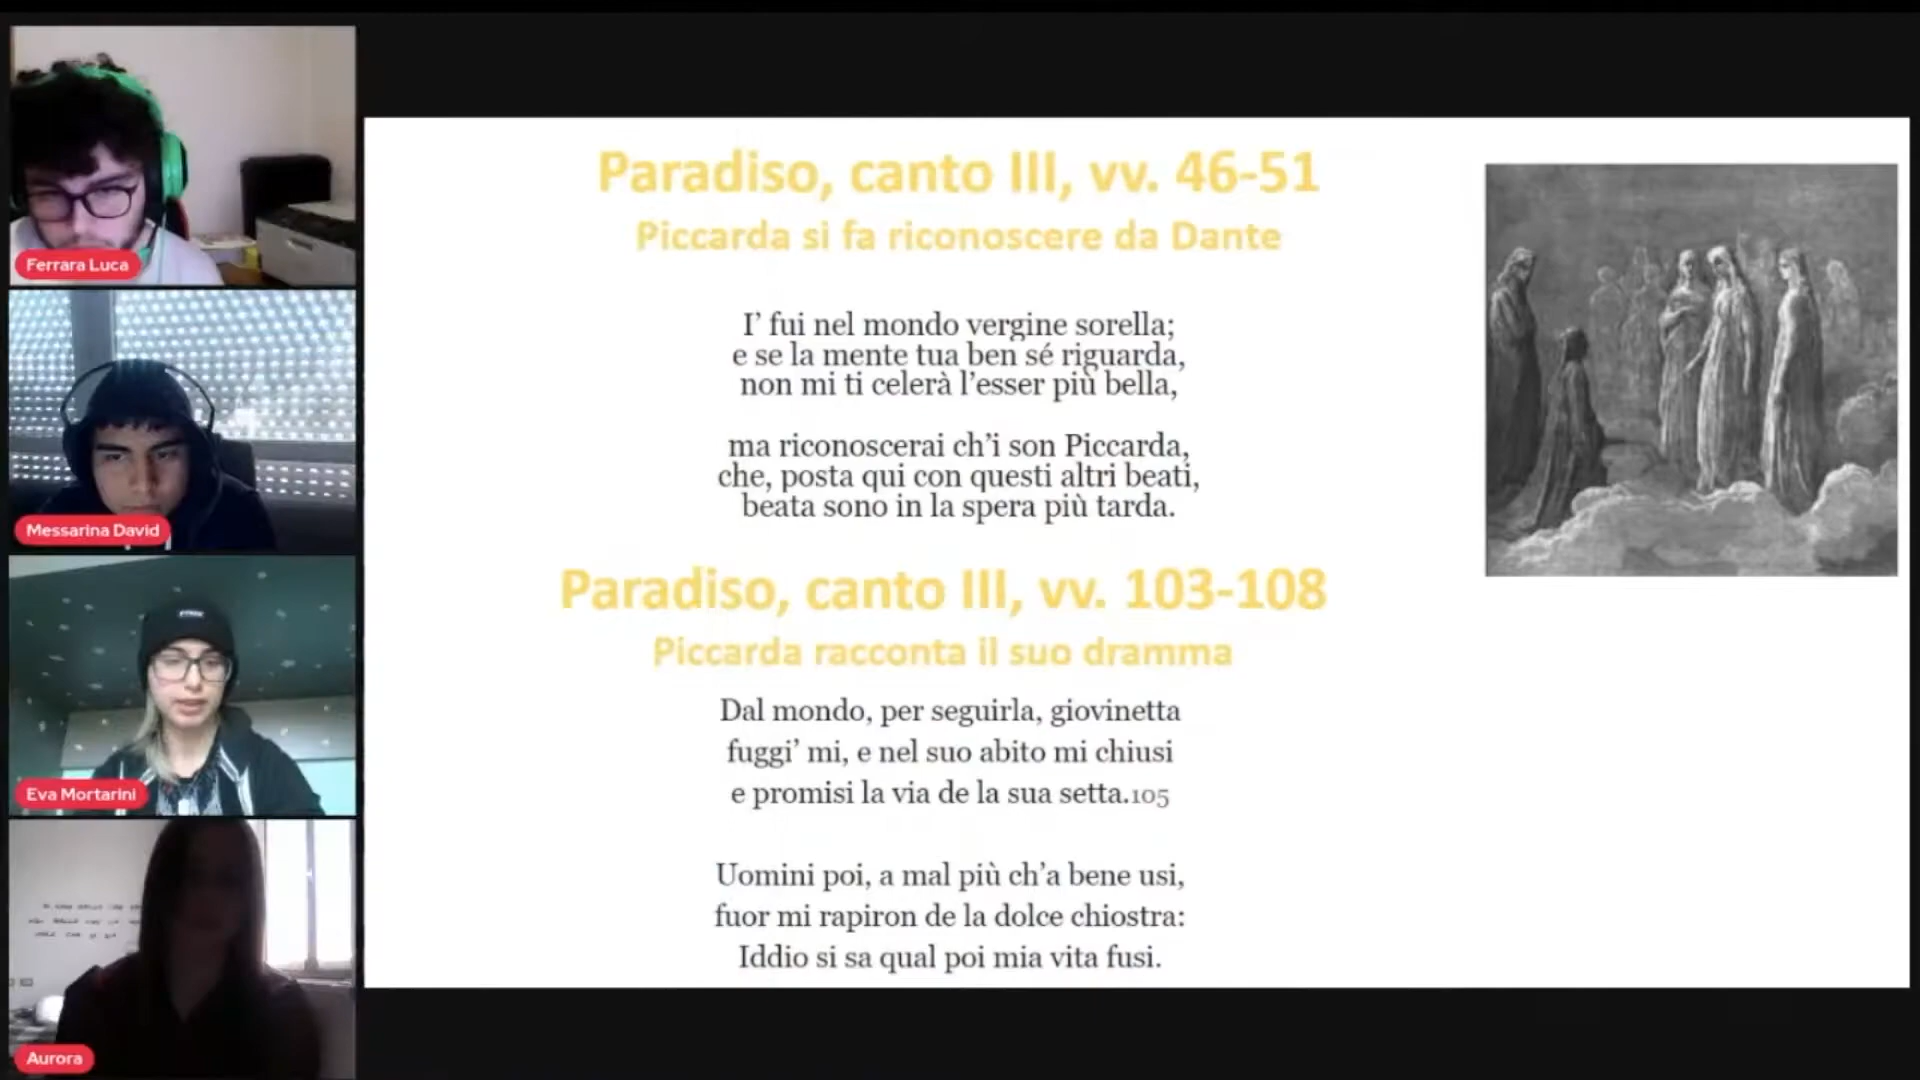 Ferrara Luca
Messarina David
Eva Mortarini
Aurora
Paradiso, canto III, vv. 46-51
Piccarda si fa riconoscere da Dante
I’ fui nel mondo vergine sorella;
e se la mente tua ben sé riguarda,
non mi ti celerà l’esser più bella,
ma riconoscerai ch’i son Piccarda,
che, posta qui con questi altri beati,
beata sono in la spera più tarda.
Paradiso, canto III, vv. 103-108
Piccarda racconta il suo dramma
Dal mondo, per seguirla, giovinetta
fuggi’ mi, e nel suo abito mi chiusi
e promisi la via de la sua setta.105
Uomini poi, a mal più ch’a bene usi,
fuor mi rapiron de la dolce chiostra:
Iddio si sa qual poi mia vita fusi.